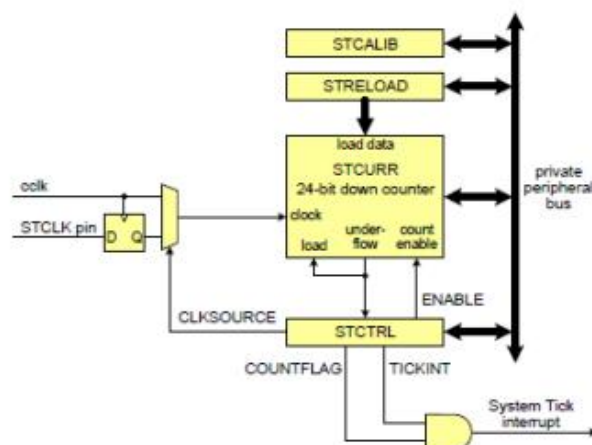 STCALIB
STRELOAD
load data
STCURR
24-bit down counter
private
peripheral
bus
cclk
clock
STCLK pin
D Q
load
under-
flow
count
enable
ENABLE
CLKSOURCE
STCTRL
COUNTFLAG
TICKINT
System Tick
interrupt